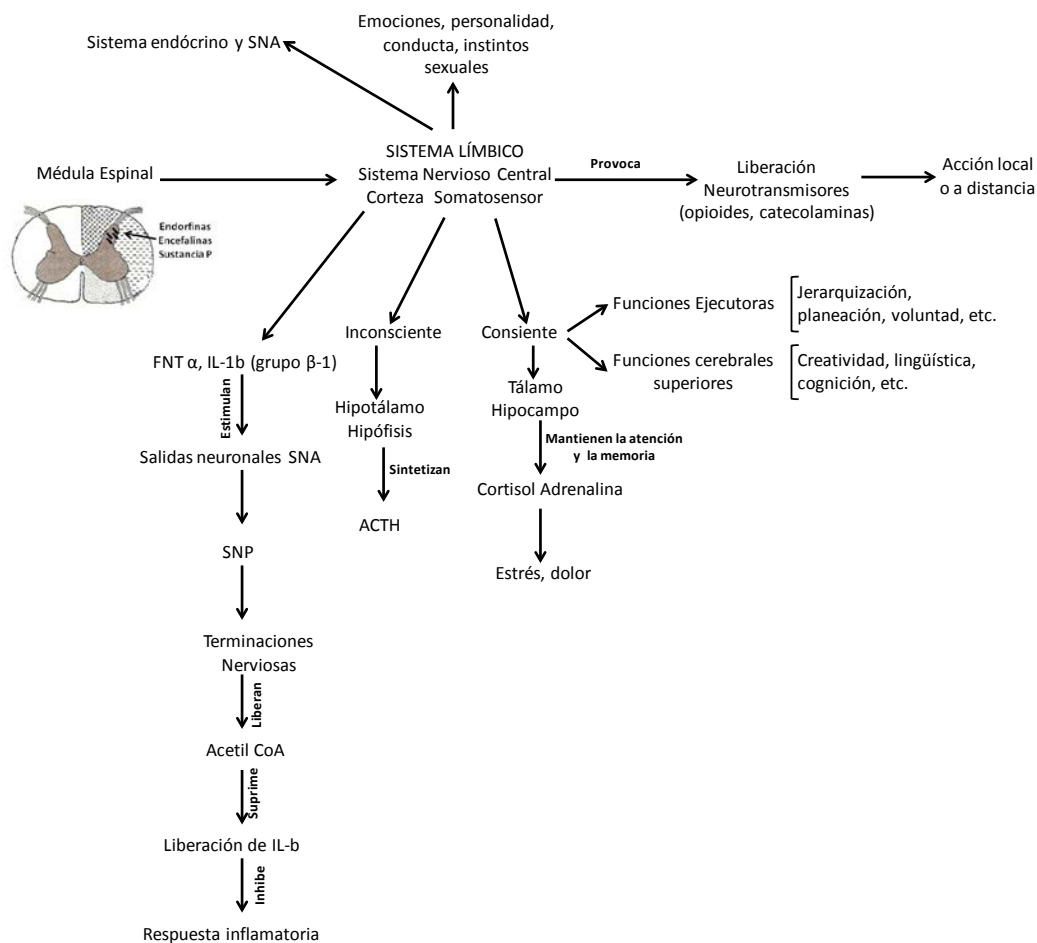 Emociones, personalidad,
conducta, instintos
sexuales
Sistema endócrino y SNA
SISTEMA LÍMBICO
Sistema Nervioso Central
Corteza Somatosensor
Médula Espinal
Provoca
Liberación
Neurotransmisores
(opioides, catecolaminas)
Acción local
o a distancia
Endorfinas
Encefalinas
Sustancia P
FNT α, IL-1b (grupo β-1)
Inconsciente
Consiente
Funciones Ejecutoras
Jerarquización,
planeación, voluntad, etc.
Funciones cerebrales
superiores
Creatividad, lingüística,
cognición, etc.
Estimulan
Hipotálamo
Hipófisis
Tálamo
Hipocampo
Salidas neuronales SNA
Sintetizan
Mantienen la atención
y la memoria
Cortisol Adrenalina
ACTH
SNP
Estrés, dolor
Terminaciones
Nerviosas
Liberan
Acetil CoA
Suprime
Liberación de IL-b
Inhibe
Respuesta inflamatoria